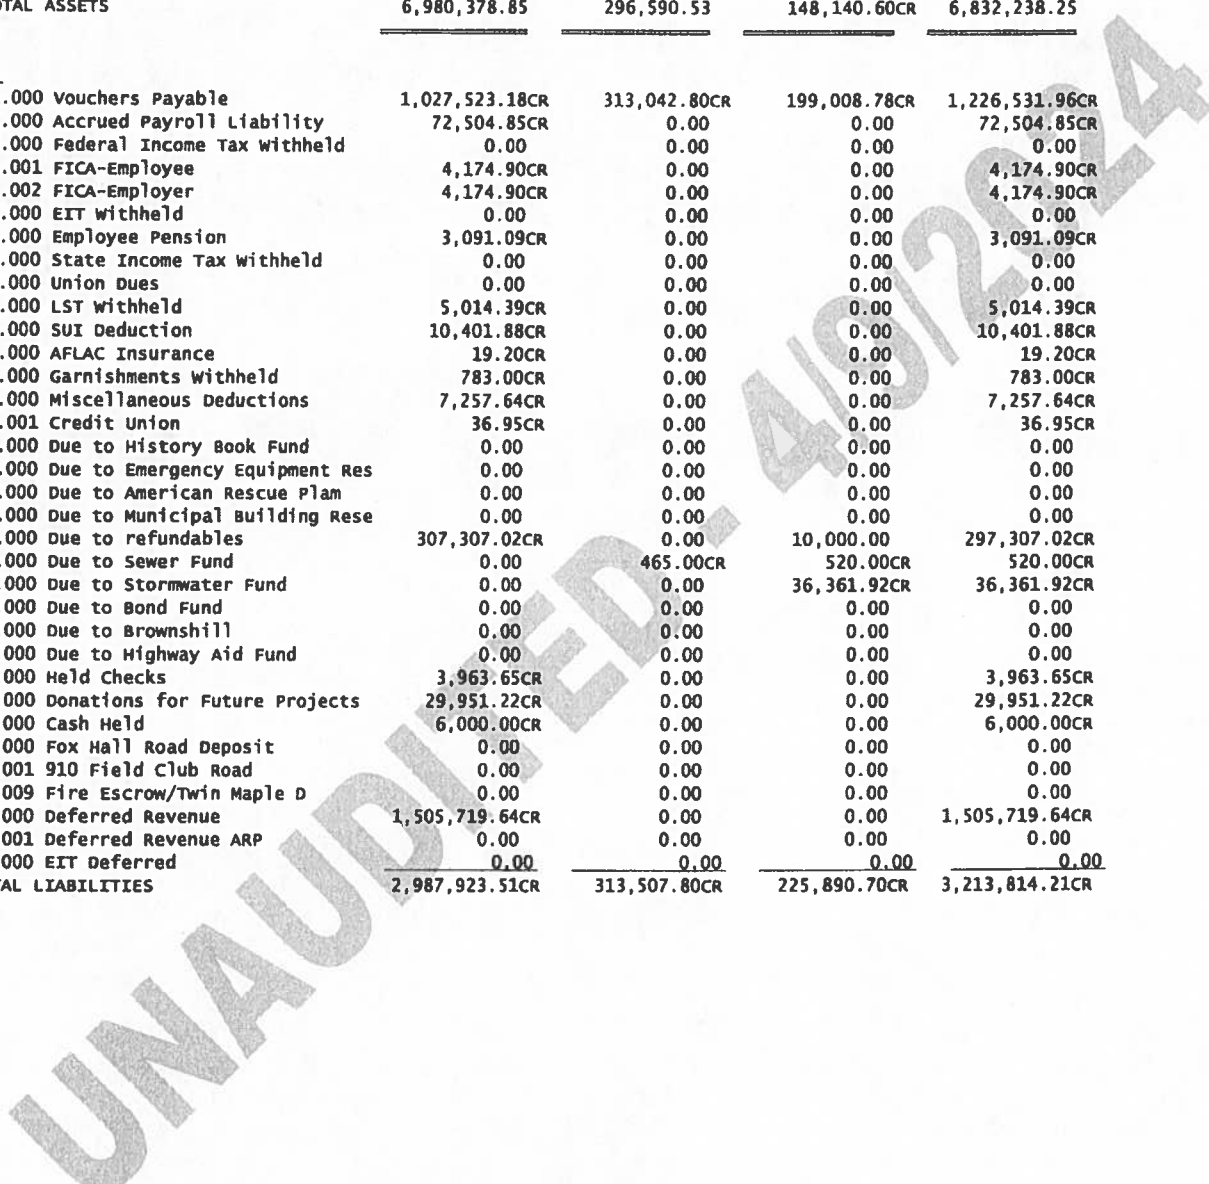 OTAL ASSETS 6,980,378.85 296,590.53 148,140.60CR 6,832,238.25
.000 Vouchers Payable 1,027,523.18CR 313,042.80CR 199,008.78CR 1,226,531.96CR
.000 Accrued Payroll Liability 72,504.85CR 0.00 0.00 72,504.85CR
.000 Federal Income Tax Withheld 0.00 0.00 0.00 0.00
.001 FICA-Employee 4,174.90CR 0.00 0.00 4,174.90CR
.002 FICA-Employer 4,174.90CR 0.00 0.00 4,174.90CR
.000 EIT Withheld 0.00 0.00 0.00 0.00
.000 Employee Pension 3,091.09CR 0.00 0.00 3,091.09CR
.000 State Income Tax Withheld 0.00 0.00 0.00 0.00
.000 Union Dues 0.00 0.00 0.00 0.00
.000 LST Withheld 5,014.39CR 0.00 0.00 5,014.39CR
.000 SUI Deduction 10,401.88CR 0.00 0.00 10,401.88CR
.000 AFLAC Insurance 19.20CR 0.00 0.00 19.20CR
.000 Garnishments Withheld 783.00CR 0.00 0.00 783.00CR
.000 Miscellaneous Deductions 7,257.64CR 0.00 0.00 7,257.64CR
.001 Credit Union 36.95CR 0.00 0.00 36.95CR
.000 Due to History Book Fund 0.00 0.00 0.00 0.00
.000 Due to Emergency Equipment Res 0.00 0.00 0.00 0.00
.000 Due to American Rescue Plam 0.00 0.00 0.00 0.00
.000 Due to Municipal Building Rese 0.00 0.00 0.00 0.00
.000 Due to refundables 307,307.02CR 0.00 10,000.00 297,307.02CR
.000 Due to Sewer Fund 0.00 465.00CR 520.00CR 520.00CR
.000 Due to Stormwater Fund 0.00 0.00 36,361.92CR 36,361.92CR
000 Due to Bond Fund 0.00 0.00 0.00 0.00
000 Due to Brownshill 0.00 0.00 0.00 0.00
000 Due to Highway Aid Fund 0.00 0.00 0.00 0.00
000 Held Checks 3,963.65CR 0.00 0.00 3,963.65CR
000 Donations for Future Projects 29,951.22CR 0.00 0.00 29,951.22CR
000 Cash Held 6,000.00CR 0.00 0.00 6,000.00CR
000 Fox Hall Road Deposit 0.00 0.00 0.00 0.00
001 910 Field Club Road 0.00 0.00 0.00 0.00
009 Fire Escrow/Twin Maple D 0.00 0.00 0.00 0.00
000 Deferred Revenue 1,505,719.64CR 0.00 0.00 1,505,719.64CR
001 Deferred Revenue ARP 0.00 0.00 0.00 0.00
000 EIT Deferred 0.00 0.00 0.00 0.00
TAL LIABILITIES 2,987,923.51CR 313,507.80CR 225,890.70CR 3,213,814.21CR
UNAUDITED - 4/9/2024